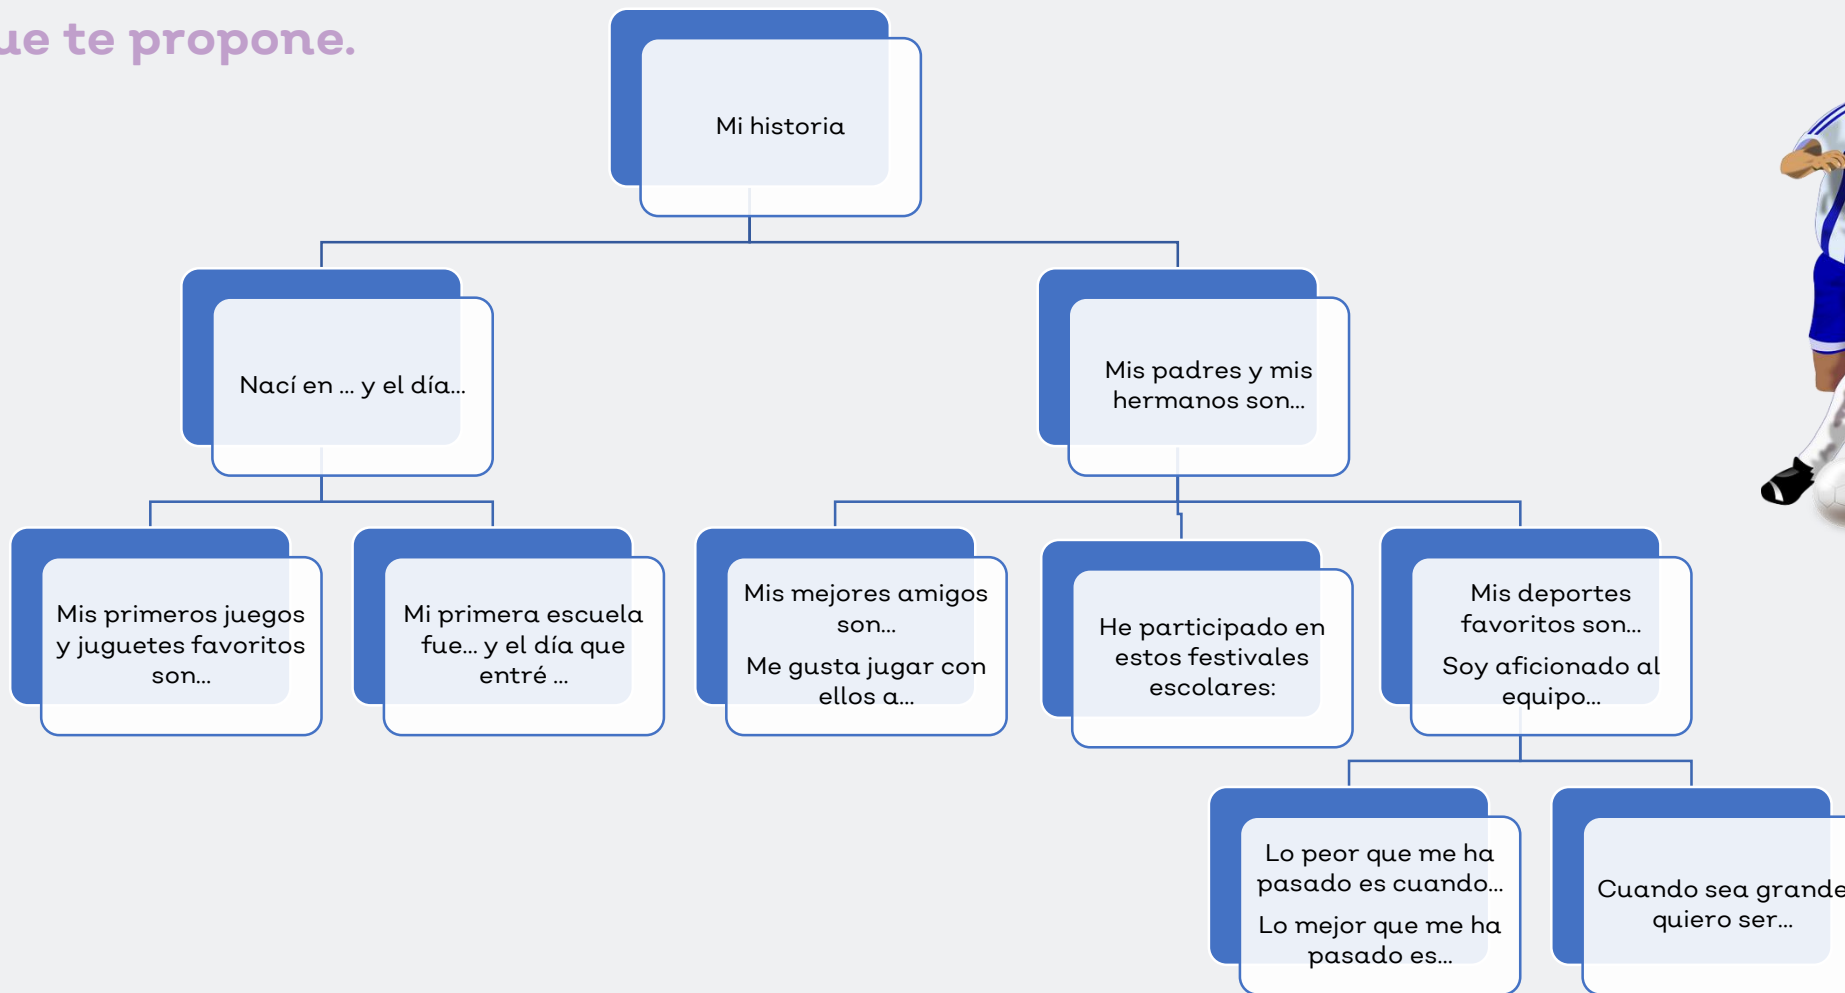 te propone.
Mi historia
Nací en ... y el día...
Mis padres y mis
hermanos son...
Mis primeros juegos
y juguetes favoritos
son...
Mi primera escuela
fue... y el día que
entré ...
Mis mejores amigos
son...
Me gusta jugar con
ellos a...
He participado en
estos festivales
escolares:
Mis deportes
favoritos son...
Soy aficionado al
equipo...
Lo peor que me ha
pasado es cuando...
Lo mejor que me ha
pasado es...
Cuando sea grande
quiero ser...